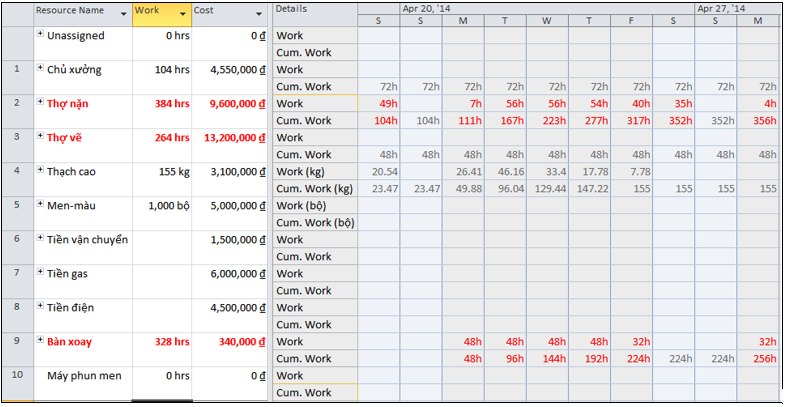 Resource Name Work Cost Details Apr 20, '14 Apr 27, '14
S S M T W T F S S M
Unassigned 0 hrs 0 ₫ Work
Cum. Work
1 Chủ xưởng 104 hrs 4,550,000 ₫ Work
Cum. Work 72h 72h 72h 72h 72h 72h 72h 72h 72h 72h
2 Thợ nặn 384 hrs 9,600,000 ₫ Work 49h 7h 56h 56h 54h 40h 35h 4h
Cum. Work 104h 104h 111h 167h 223h 277h 317h 352h 352h 356h
3 Thợ vẽ 264 hrs 13,200,000 ₫ Work
Cum. Work 48h 48h 48h 48h 48h 48h 48h 48h 48h 48h
4 Thạch cao 155 kg 3,100,000 ₫ Work (kg) 20.54 26.41 46.16 33.4 17.78 7.78
Cum. Work (kg) 23.47 23.47 49.88 96.04 129.44 147.22 155 155 155 155
5 Men-màu 1,000 bộ 5,000,000 ₫ Work (bộ)
Cum. Work (bộ)
6 Tiền vận chuyển 1,500,000 ₫ Work
Cum. Work
7 Tiền gas 6,000,000 ₫ Work
Cum. Work
8 Tiền điện 4,500,000 ₫ Work
Cum. Work
9 Bàn xoay 328 hrs 340,000 ₫ Work 48h 48h 48h 48h 32h 32h
Cum. Work 48h 96h 144h 192h 224h 224h 224h 256h
10 Máy phun men 0 hrs 0 ₫ Work
Cum. Work